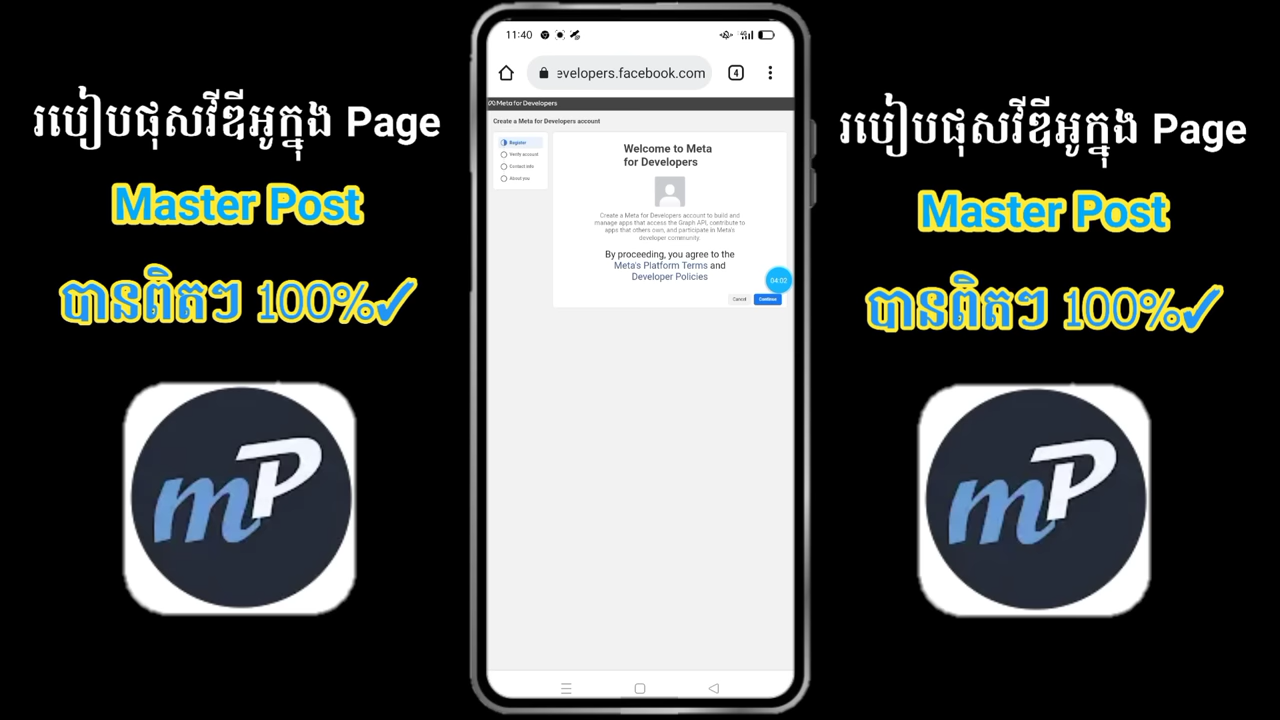 របៀបផុសវីឌីអូក្នុង Page
Master Post
បានពិតៗ 100%✓
mP
11:40
4G
evelopers.facebook.com
4
Meta for Developers
Create a Meta for Developers account
Register
Verify account
Contact info
About you
Welcome to Meta
for Developers
Create a Meta for Developers account to build and
manage apps that access the Graph API, contribute to
apps that others own, and participate in Meta's
developer community.
By proceeding, you agree to the
Meta's Platform Terms and
Developer Policies
04:02
Cancel
Continue
របៀបផុសវីឌីអូក្នុង Page
Master Post
បានពិតៗ 100%✓
mP